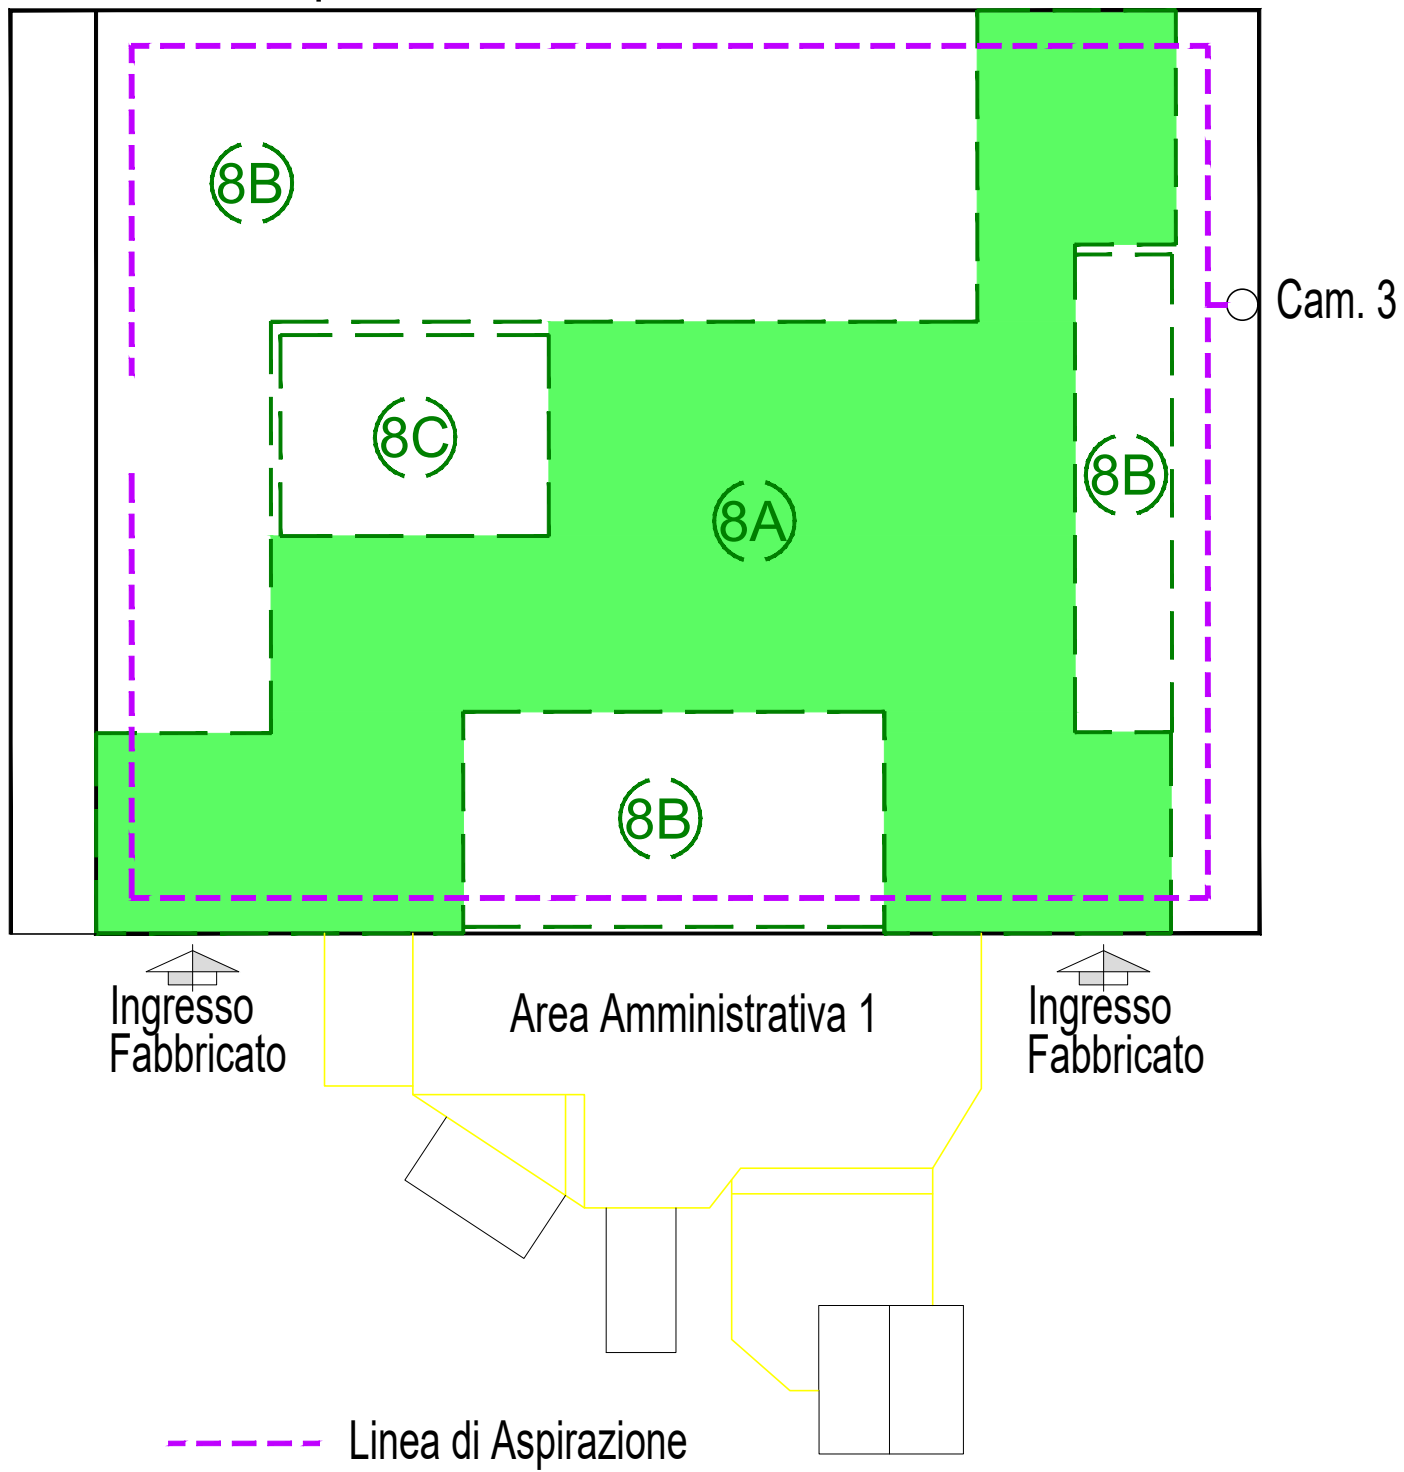 8B
Cam. 3
8C
8B
8A
8B
Ingresso
Fabbricato
Area Amministrativa 1
Ingresso
Fabbricato
Linea di Aspirazione